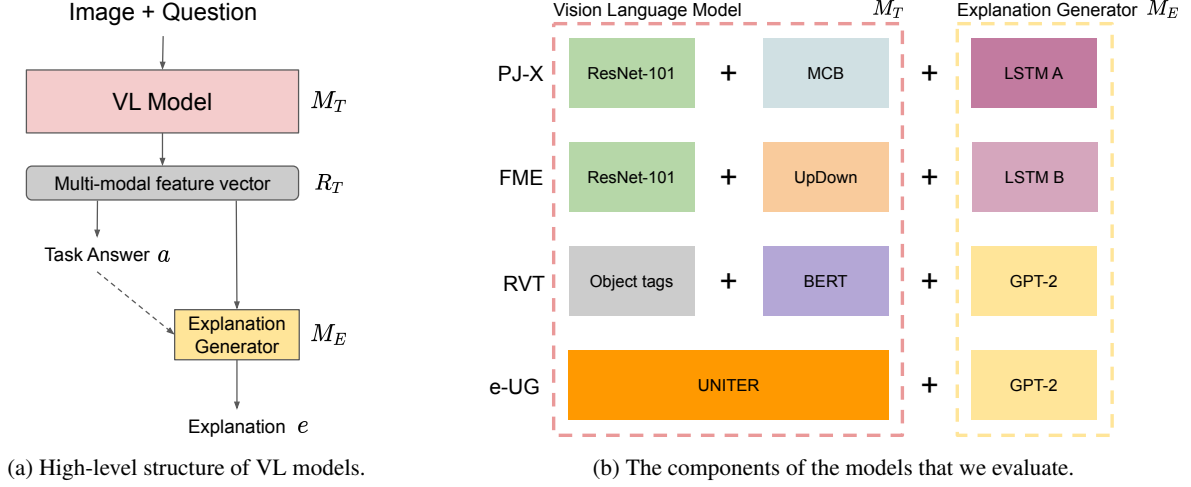 Image + Question
VL Model
M_T
Multi-modal feature vector
R_T
Task Answer a
Explanation
Generator
M_E
Explanation e
(a) High-level structure of VL models.
Vision Language Model M_T
Explanation Generator M_E
PJ-X ResNet-101 + MCB + LSTM A
FME ResNet-101 + UpDown + LSTM B
RVT Object tags + BERT + GPT-2
e-UG UNITER + GPT-2
(b) The components of the models that we evaluate.